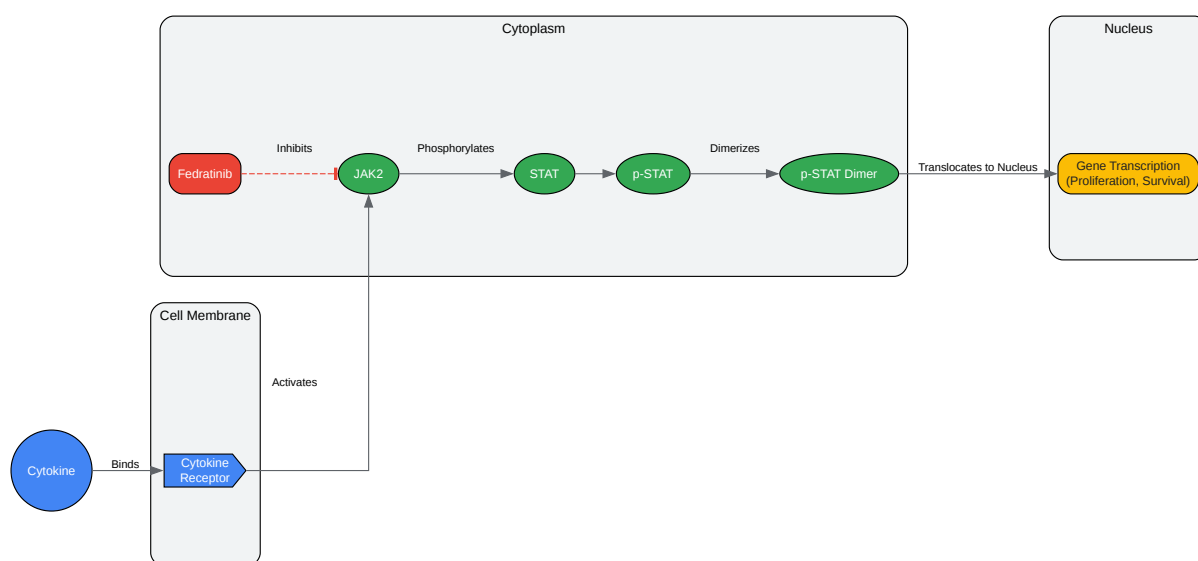 Cytoplasm
Nucleus
Inhibits
Phosphorylates
Dimerizes
Fedratinib
JAK2
STAT
p-STAT
p-STAT Dimer
Translocates to Nucleus
Gene Transcription
(Proliferation, Survival)
Cell Membrane
Activates
Cytokine
Binds
Cytokine
Receptor